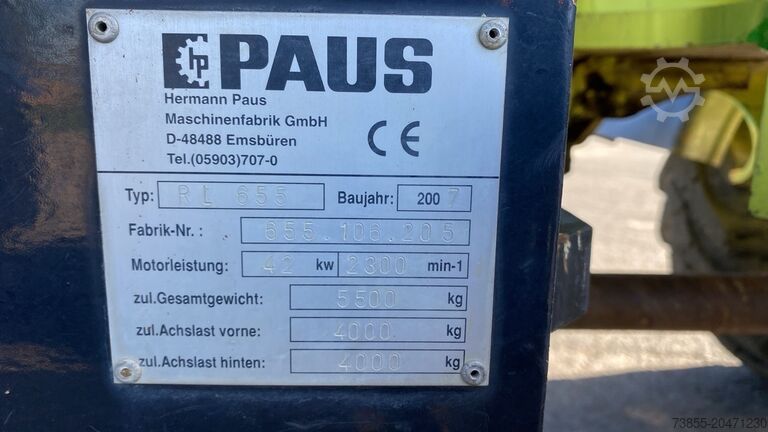 hp PAUS
Hermann Paus
Maschinenfabrik GmbH
D-48488 Emsbüren
Tel.(05903)707-0
CE
Typ: RL 655 Baujahr: 2007
Fabrik-Nr.: 655.106.205
Motorleistung: 42 kw 2300 min-1
zul.Gesamtgewicht: 5500 kg
zul.Achslast vorne: 4000 kg
zul.Achslast hinten: 4000 kg
73855-20471230